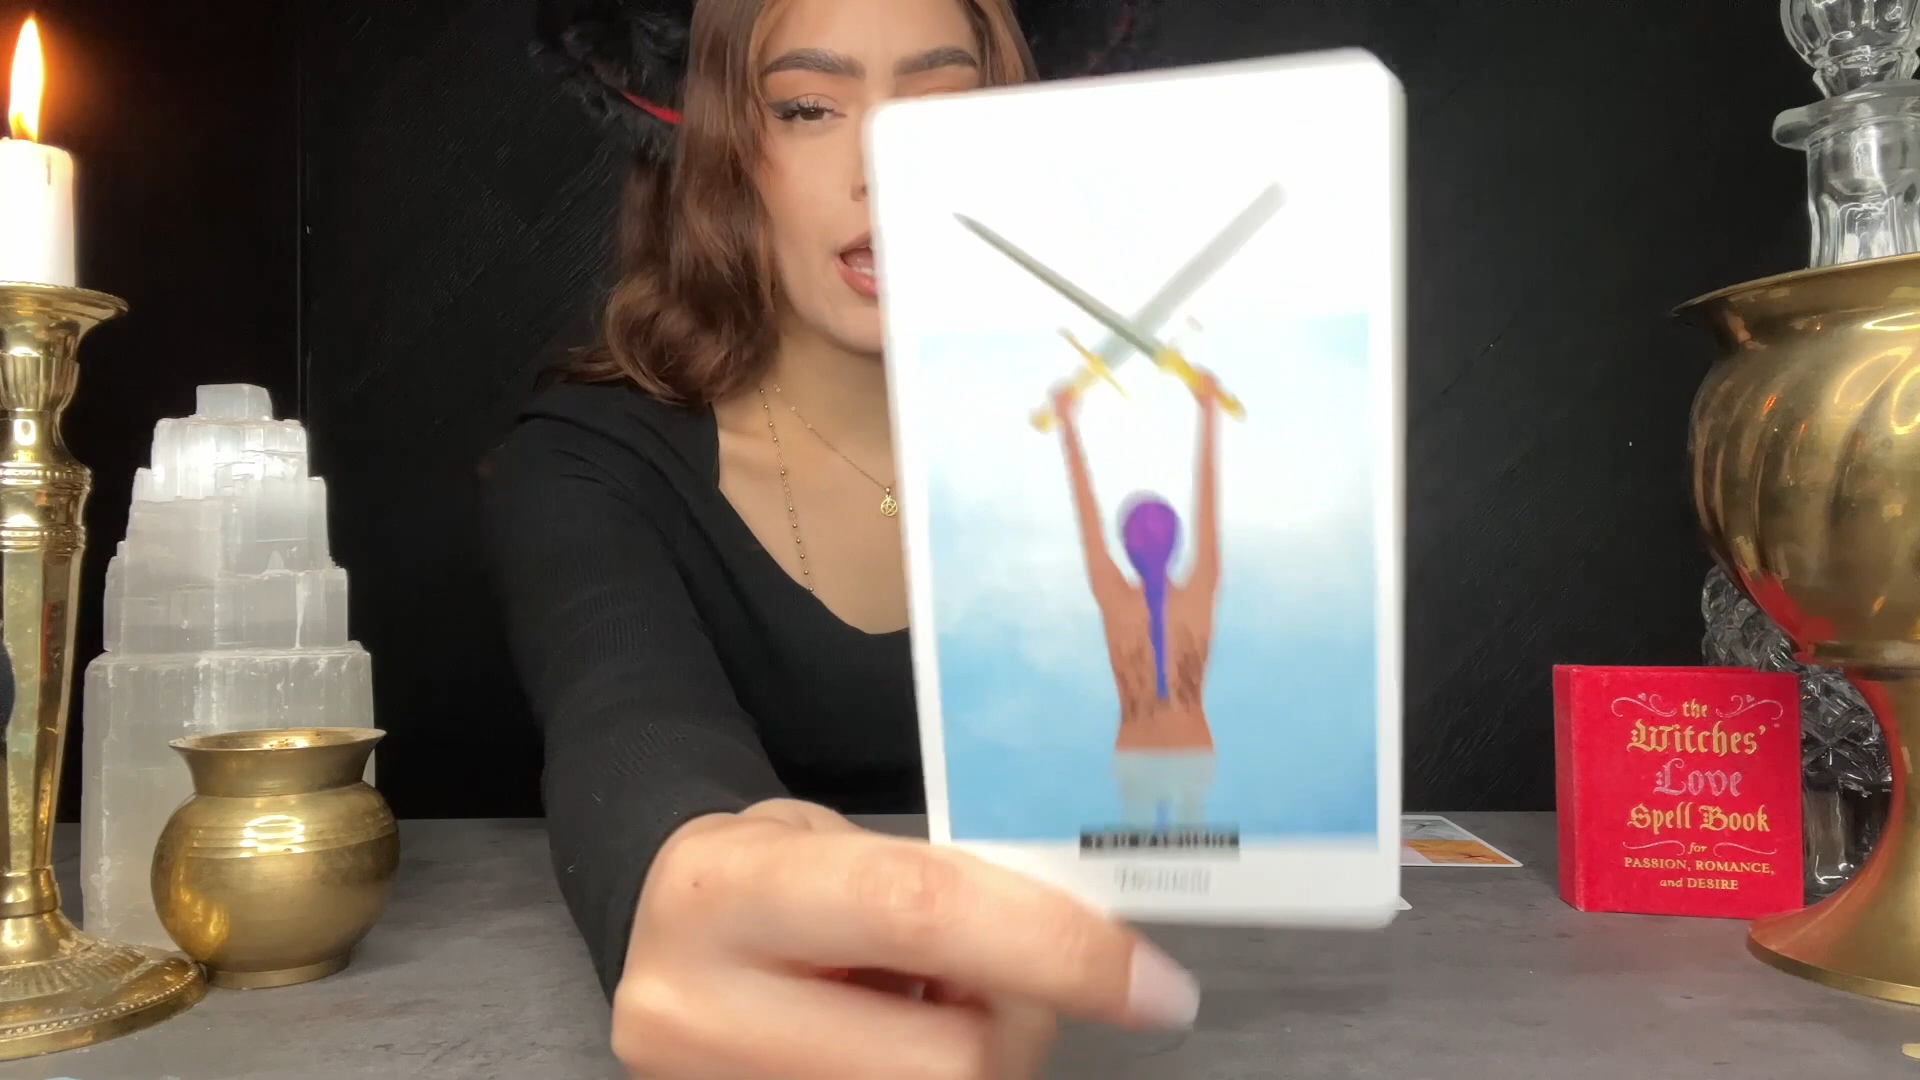 the
Witches'
Love
Spell Book
for
PASSION, ROMANCE,
and DESIRE